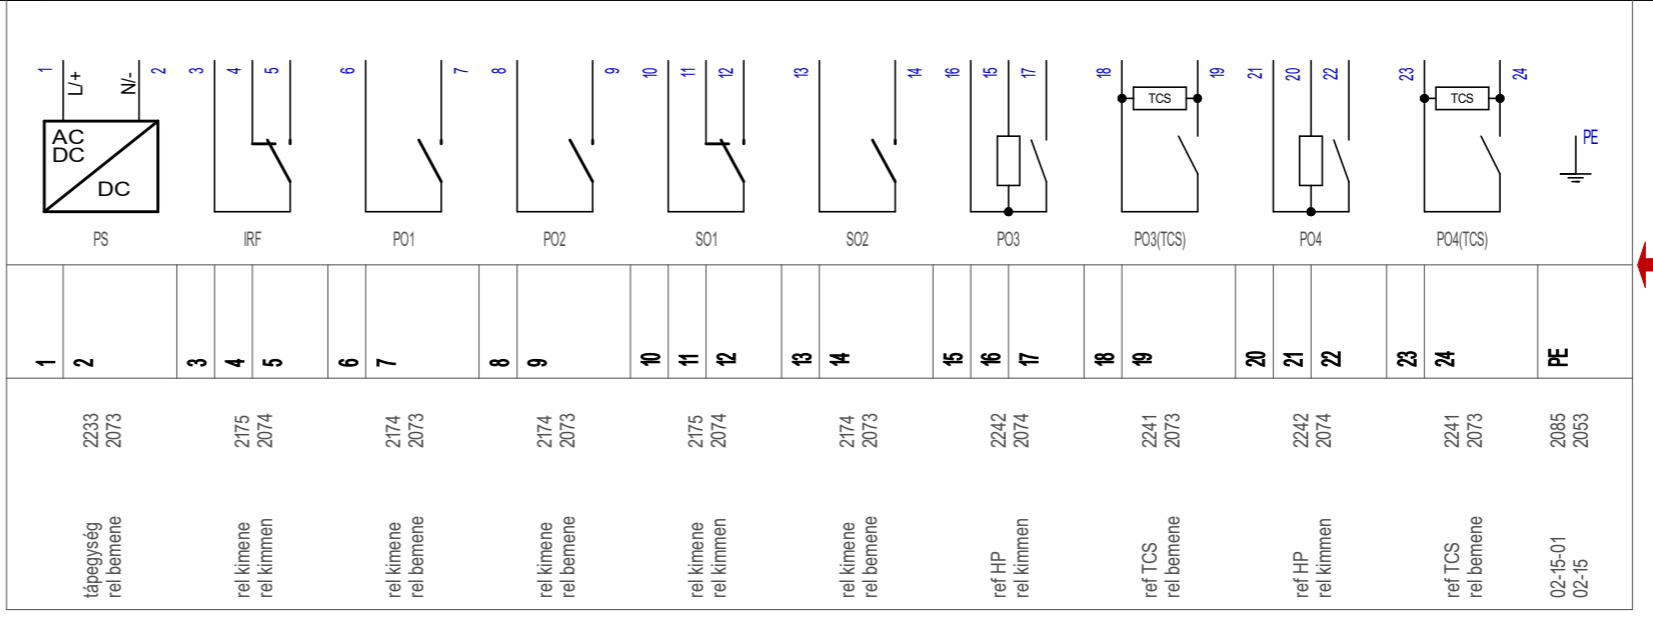 1 L/+ N/- 2 3 4 5 6 7 8 9 10 11 12 13 14 16 15 17 18 19 21 20 22 23 24
TCS TCS
AC
DC
DC
PE
PS IRF PO1 PO2 SO1 SO2 PO3 PO3(TCS) PO4 PO4(TCS)
1 2 3 4 5 6 7 8 9 10 11 12 13 14 15 16 17 18 19 20 21 22 23 24 PE
2233
2073
2175
2074
2174
2073
2174
2073
2175
2074
2174
2073
2242
2074
2241
2073
2242
2074
2241
2073
2085
2053
tápegység
rel bemene
rel kimene
rel kimmen
rel kimene
rel bemene
rel kimene
rel bemene
rel kimene
rel kimmen
rel kimene
rel bemene
ref HP
rel kimmen
ref TCS
rel bemene
ref HP
rel kimmen
ref TCS
rel bemene
02-15-01
02-15